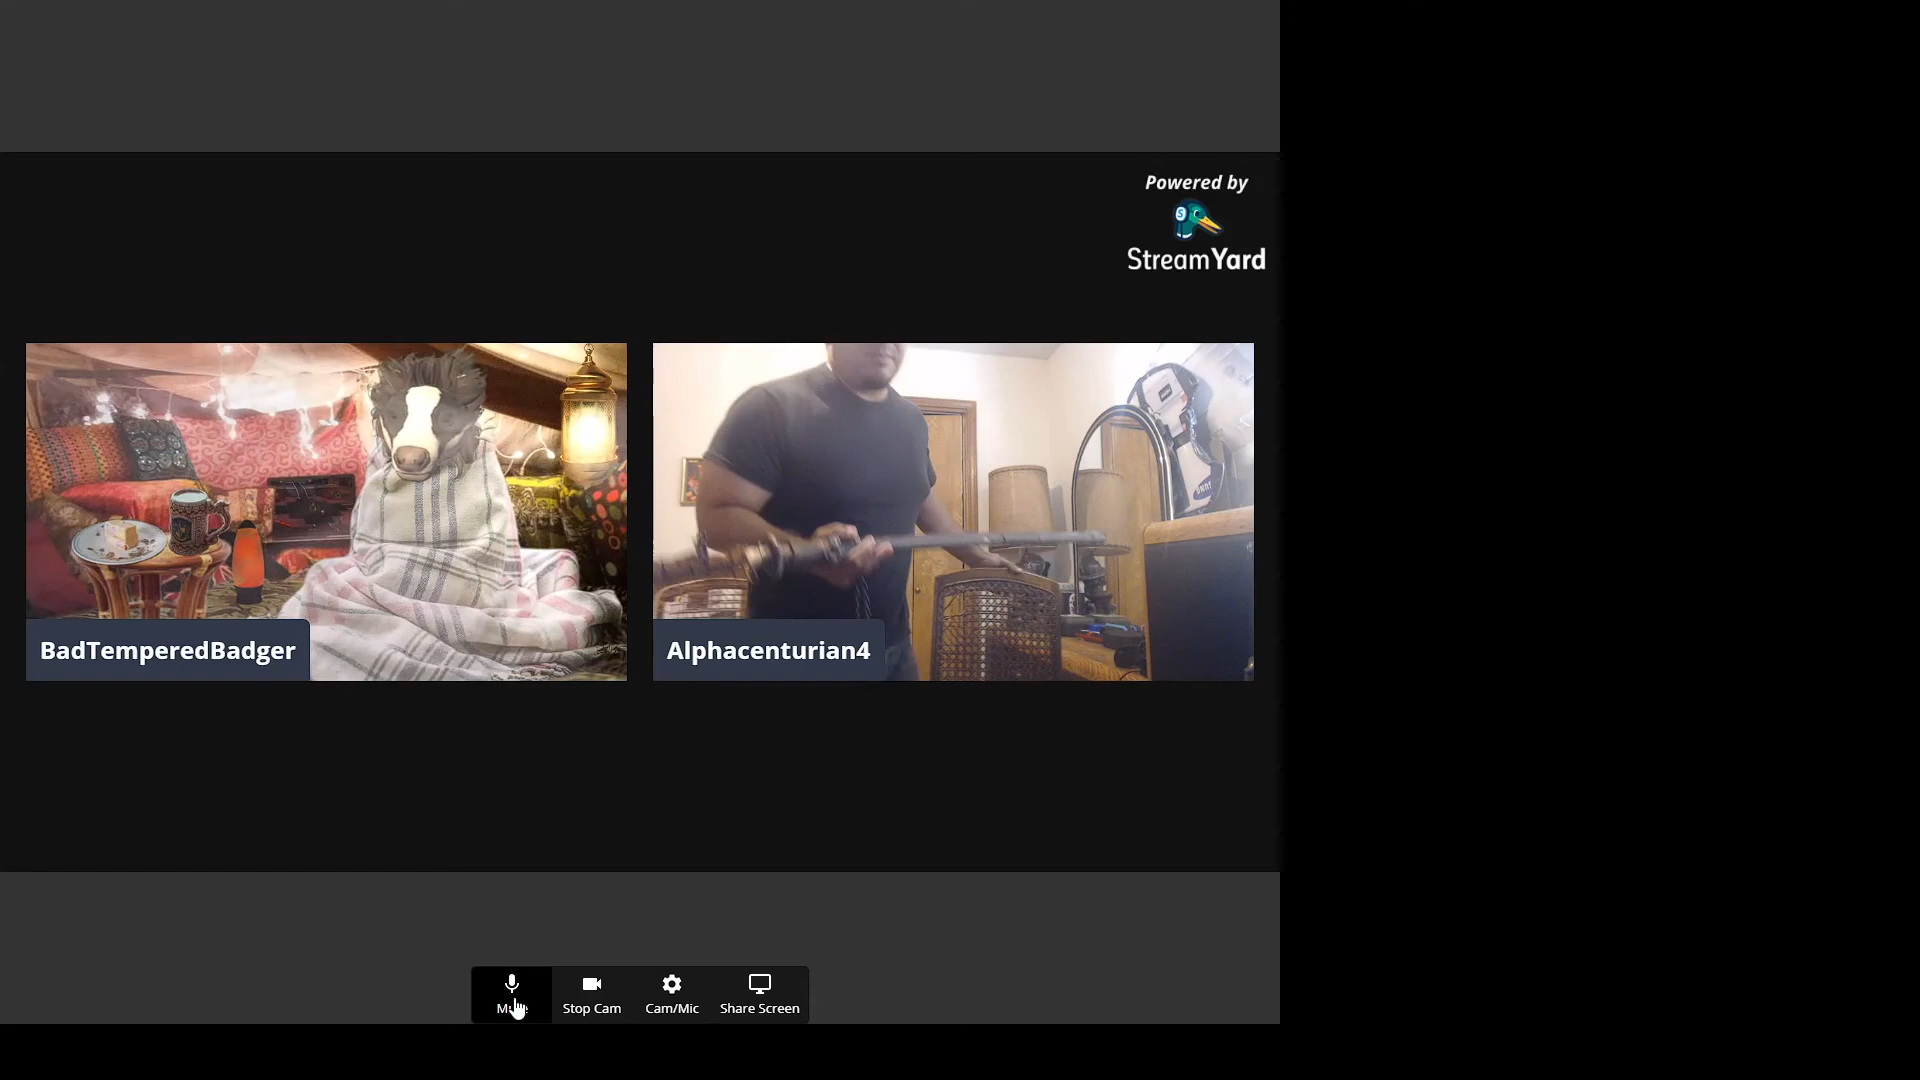 Powered by
StreamYard
BadTemperedBadger
Alphacenturian4
Stop Cam
Cam/Mic
Share Screen